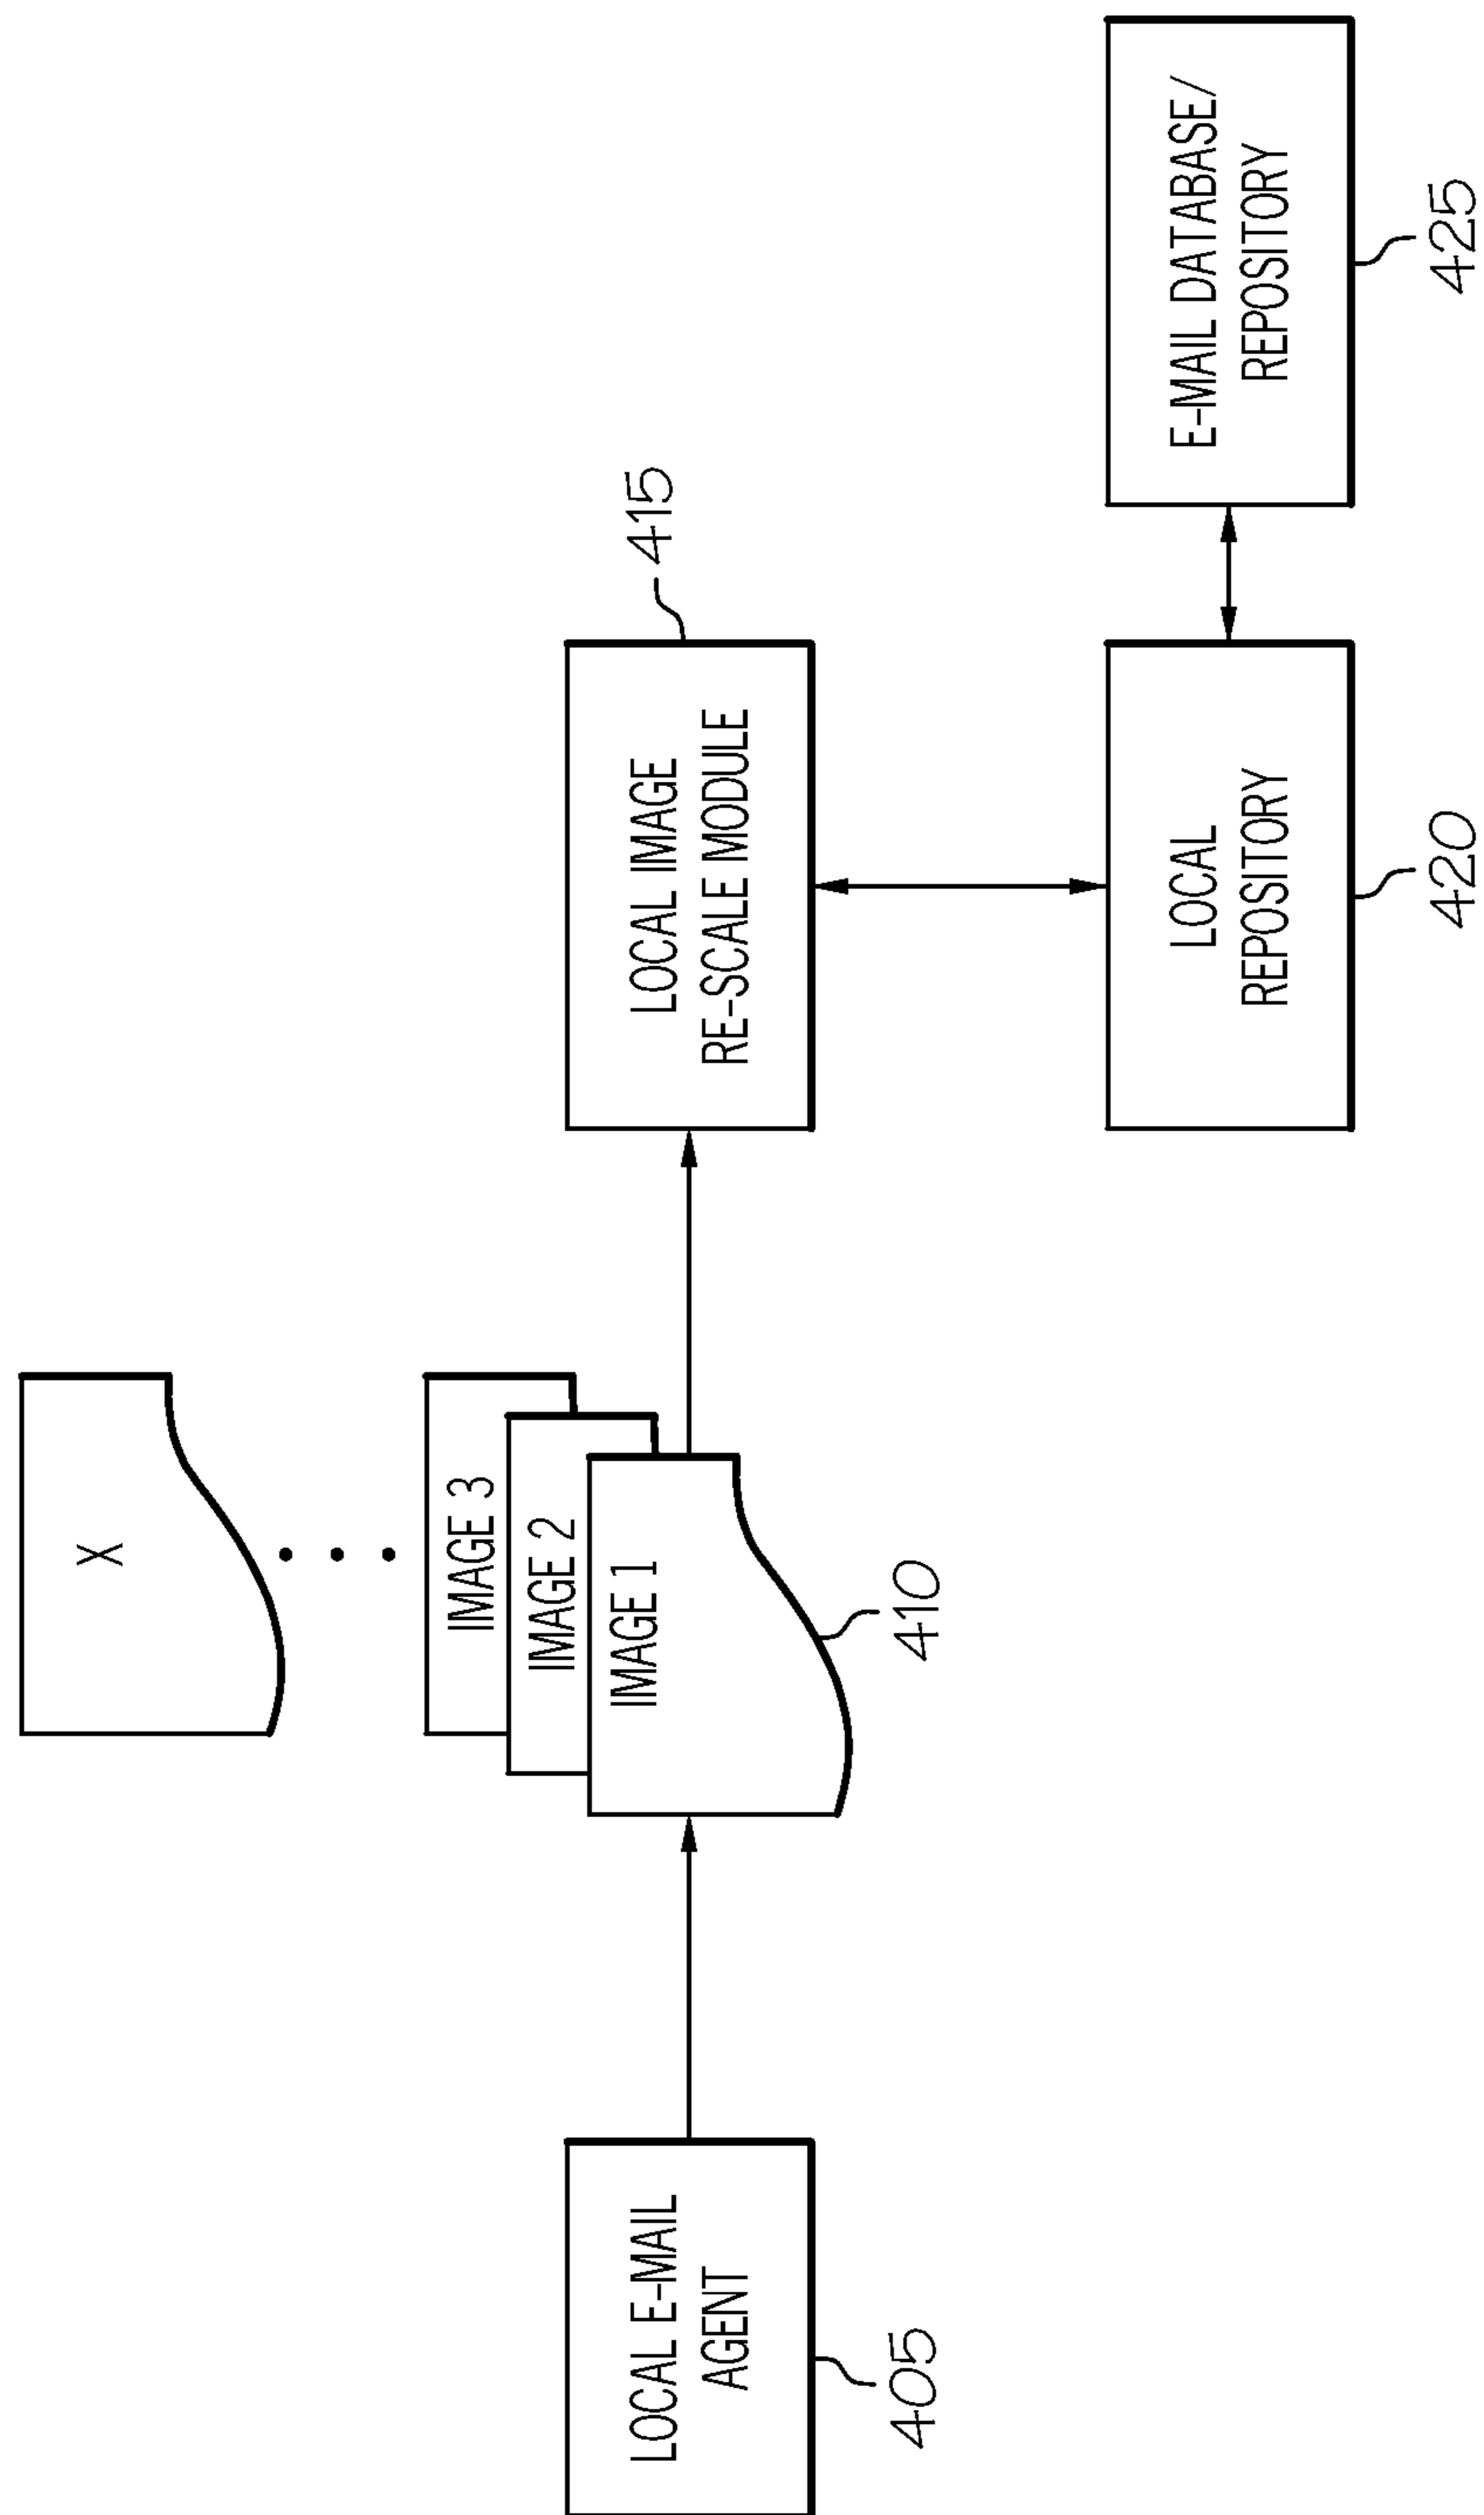 X
IMAGE 3
IMAGE 2
IMAGE 1
410
LOCAL E-MAIL
AGENT
405
LOCAL IMAGE
RE-SCALE MODULE
415
LOCAL
REPOSITORY
420
E-MAIL DATABASE/
REPOSITORY
425